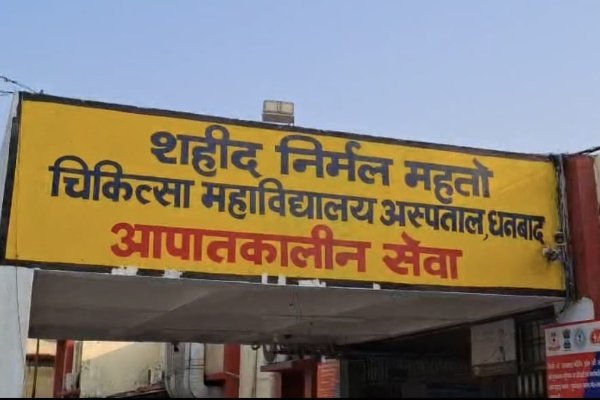 शहीद निर्मल महतो
चिकित्सा महाविद्यालय अस्पताल, धनबाद
आपातकालीन सेवा